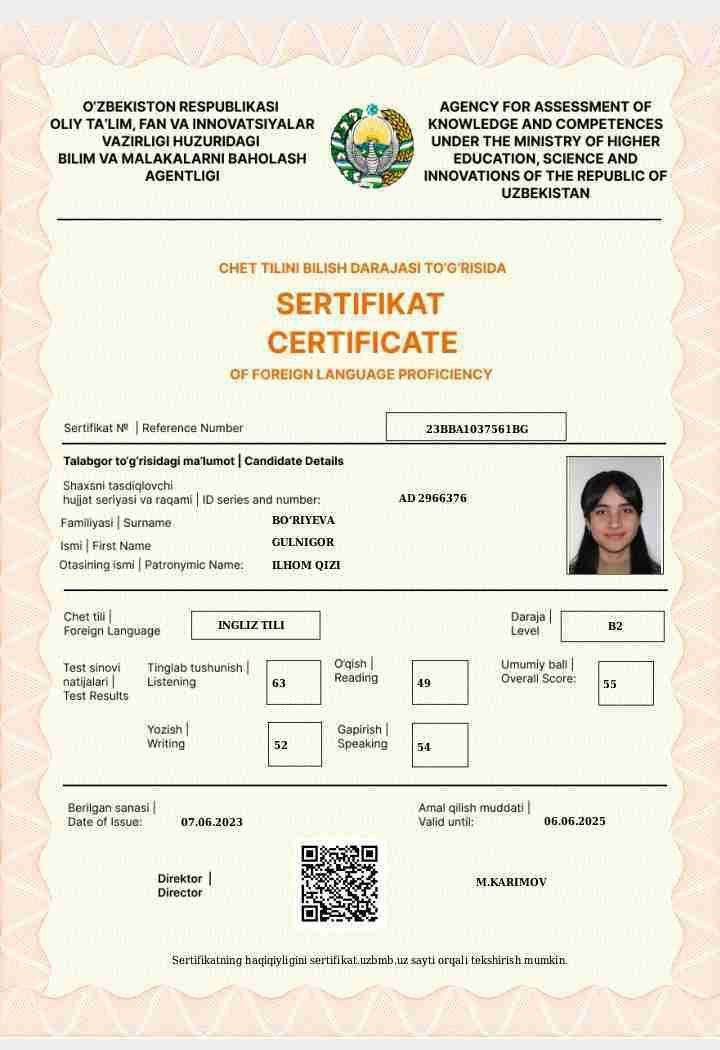 O'ZBEKISTON RESPUBLIKASI
OLIY TA'LIM, FAN VA INNOVATSIYALAR
VAZIRLIGI HUZURIDAGI
BILIM VA MALAKALARNI BAHOLASH
AGENTLIGI
AGENCY FOR ASSESSMENT OF
KNOWLEDGE AND COMPETENCES
UNDER THE MINISTRY OF HIGHER
EDUCATION, SCIENCE AND
INNOVATIONS OF THE REPUBLIC OF
UZBEKISTAN
CHET TILINI BILISH DARAJASI TO'G'RISIDA
SERTIFIKAT
CERTIFICATE
OF FOREIGN LANGUAGE PROFICIENCY
Sertifikat № | Reference Number 23BBA1037561BG
Talabgor to'g'risidagi ma'lumot | Candidate Details
Shaxsni tasdiqlovchi
hujjat seriyasi va raqami | ID series and number: AD 2966376
Familiyasi | Surname BO‘RIYEVA
Ismi | First Name GULNIGOR
Otasining ismi | Patronymic Name: ILHOM QIZI
Chet tili |
Foreign Language
INGLIZ TILI
Daraja |
Level
B2
Test sinovi
natijalari |
Test Results
Tinglab tushunish |
Listening
63
O'qish |
Reading
49
Umumiy ball |
Overall Score:
55
Yozish |
Writing
52
Gapirish |
Speaking
54
Berilgan sanasi |
Date of Issue: 07.06.2023
Amal qilish muddati |
Valid until: 06.06.2025
Direktor |
Director
M.KARIMOV
Sertifikatning haqiqiyligini sertifikat.uzbmb.uz sayti orqali tekshirish mumkin.